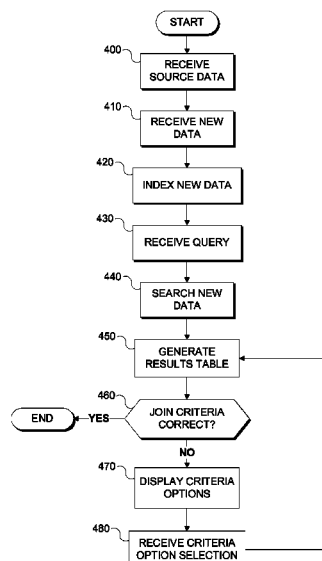 START
400
RECEIVE
SOURCE DATA
410
RECEIVE NEW
DATA
420
INDEX NEW DATA
430
RECEIVE QUERY
440
SEARCH NEW
DATA
450
GENERATE
RESULTS TABLE
460
JOIN CRITERIA
CORRECT?
YES
END
NO
470
DISPLAY CRITERIA
OPTIONS
480
RECEIVE CRITERIA
OPTION SELECTION